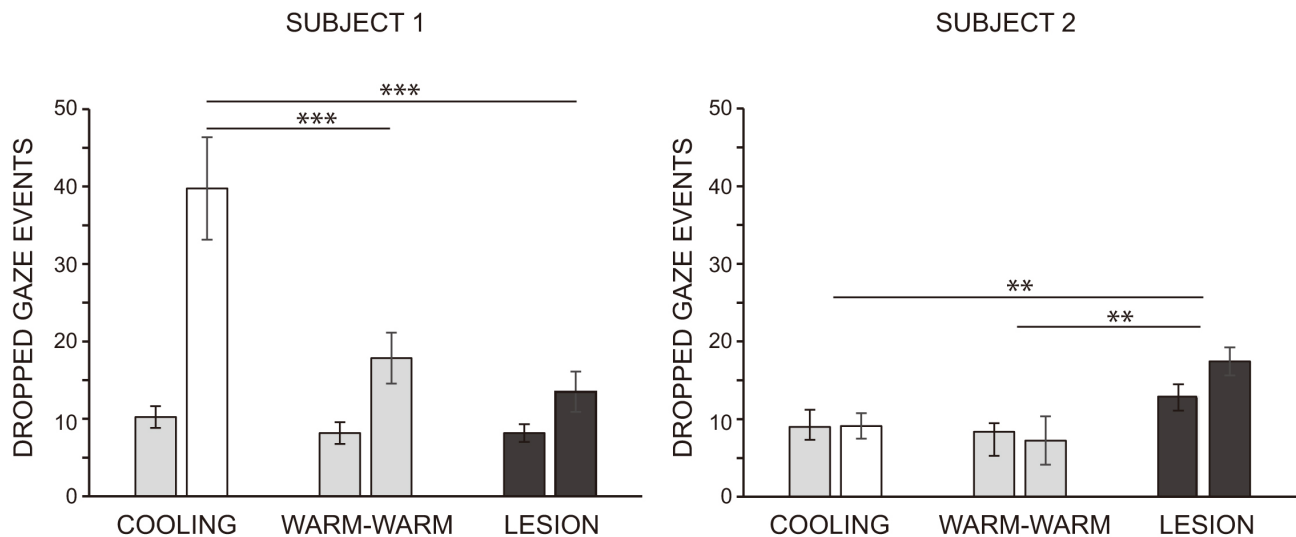 SUBJECT 1
DROPPED GAZE EVENTS
50
40
30
20
10
0
***
***
COOLING WARM-WARM LESION
SUBJECT 2
DROPPED GAZE EVENTS
50
40
30
20
10
0
**
**
COOLING WARM-WARM LESION